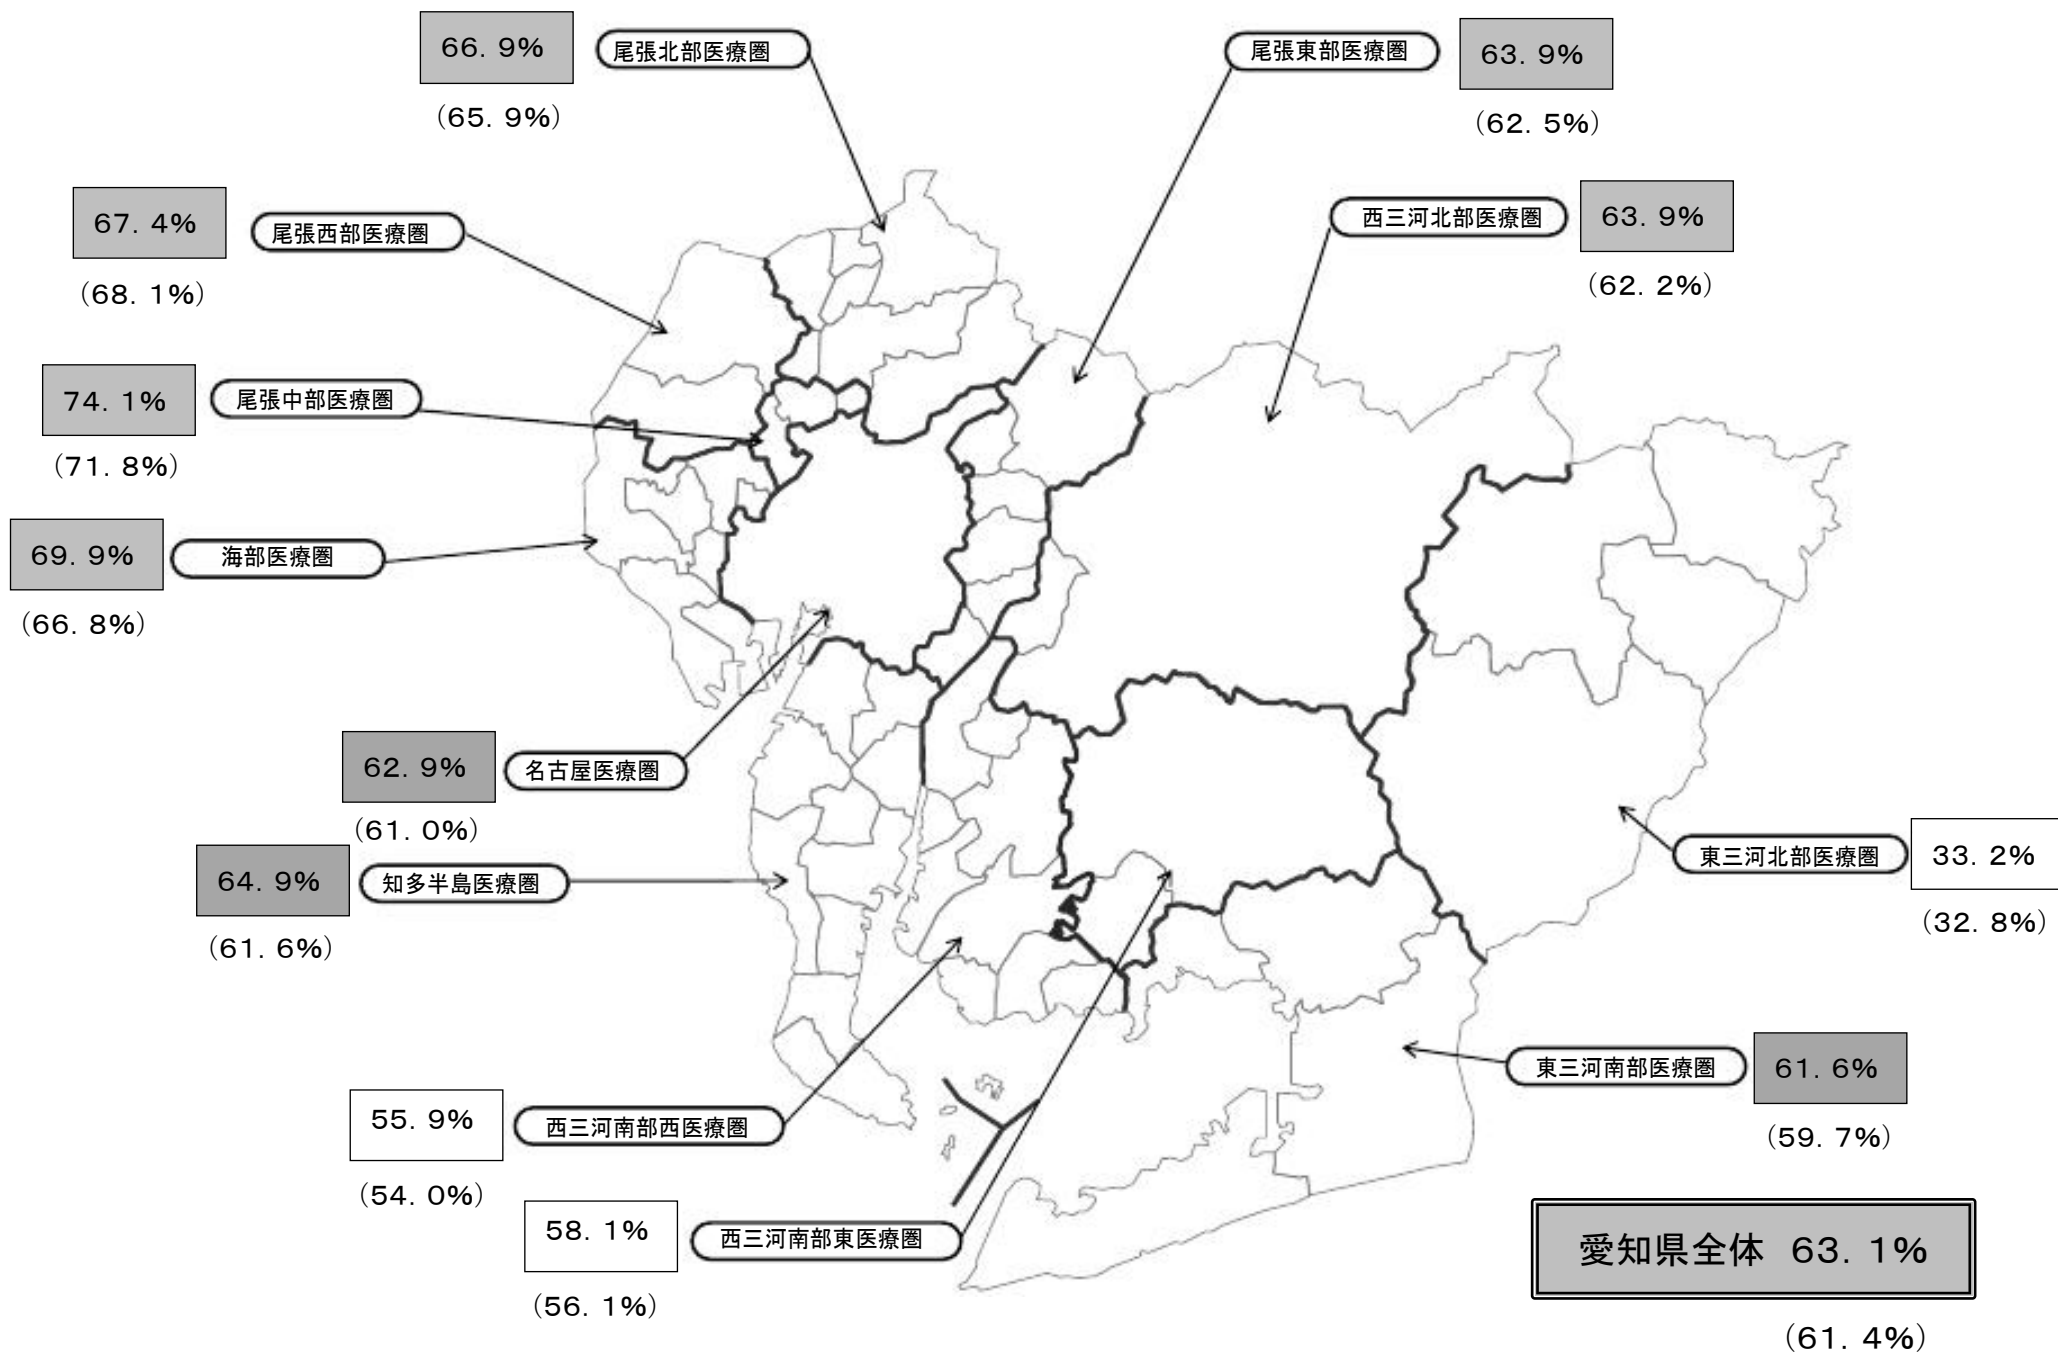 66. 9%
尾張北部医療圏
(65. 9%)
尾張東部医療圏
63. 9%
(62. 5%)
67. 4%
尾張西部医療圏
(68. 1%)
西三河北部医療圏
63. 9%
(62. 2%)
74. 1%
尾張中部医療圏
(71. 8%)
69. 9%
海部医療圏
(66. 8%)
62. 9%
名古屋医療圏
(61. 0%)
64. 9%
知多半島医療圏
(61. 6%)
東三河北部医療圏
33. 2%
(32. 8%)
55. 9%
西三河南部西医療圏
(54. 0%)
東三河南部医療圏
61. 6%
(59. 7%)
58. 1%
西三河南部東医療圏
(56. 1%)
愛知県全体 63. 1%
(61. 4%)